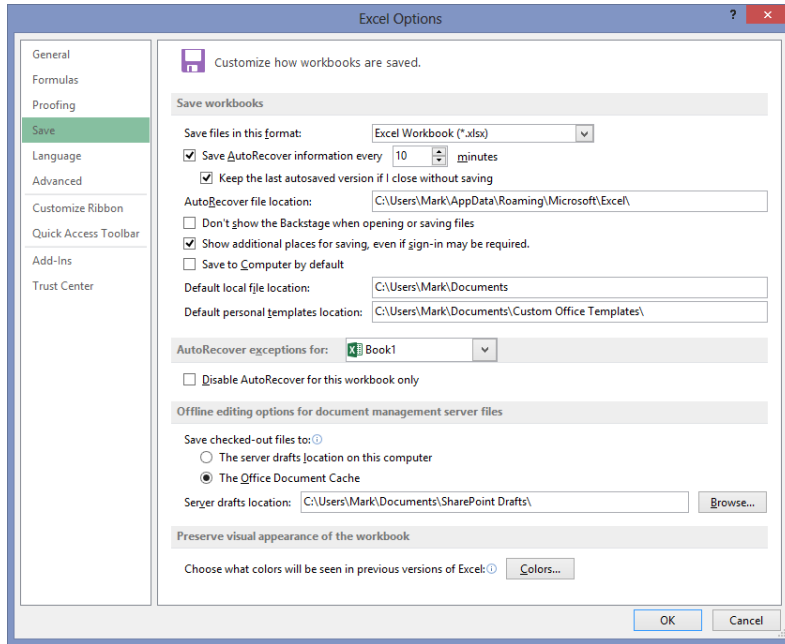 Excel Options
?
General
Formulas
Proofing
Save
Language
Advanced
Customize Ribbon
Quick Access Toolbar
Add-Ins
Trust Center
Customize how workbooks are saved.
Save workbooks
Save files in this format: Excel Workbook (*.xlsx)
Save AutoRecover information every 10 minutes
Keep the last autosaved version if I close without saving
AutoRecover file location: C:\Users\Mark\AppData\Roaming\Microsoft\Excel\
Don't show the Backstage when opening or saving files
Show additional places for saving, even if sign-in may be required.
Save to Computer by default
Default local file location: C:\Users\Mark\Documents
Default personal templates location: C:\Users\Mark\Documents\Custom Office Templates\
AutoRecover exceptions for: Book1
Disable AutoRecover for this workbook only
Offline editing options for document management server files
Save checked-out files to:
The server drafts location on this computer
The Office Document Cache
Server drafts location: C:\Users\Mark\Documents\SharePoint Drafts\ Browse...
Preserve visual appearance of the workbook
Choose what colors will be seen in previous versions of Excel: Colors...
OK Cancel